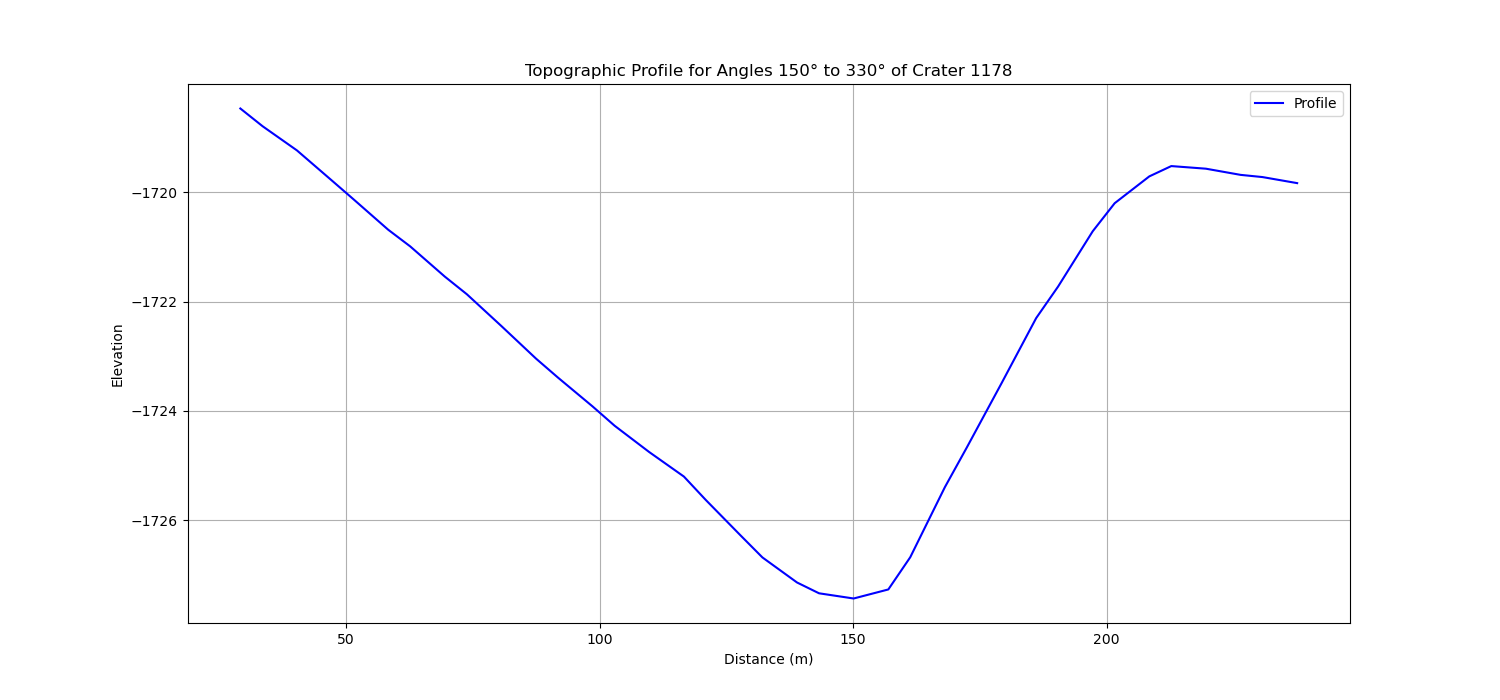 Topographic Profile for Angles 150° to 330° of Crater 1178
Profile
−1720
−1722
−1724
−1726
Elevation
50
100
150
200
Distance (m)